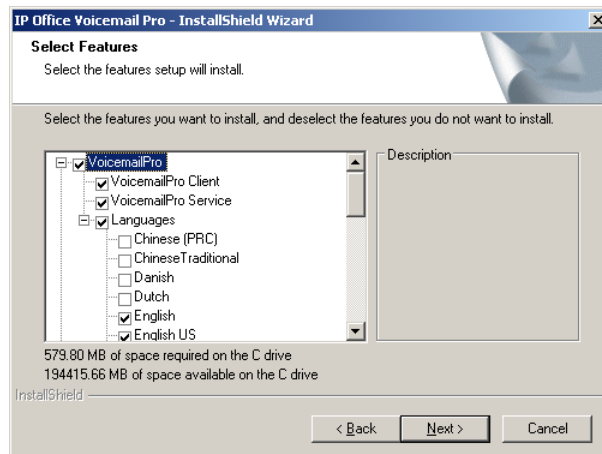 IP Office Voicemail Pro - InstallShield Wizard
Select Features
Select the features setup will install.
Select the features you want to install, and deselect the features you do not want to install.
VoicemailPro
VoicemailPro Client
VoicemailPro Service
Languages
Chinese (PRC)
ChineseTraditional
Danish
Dutch
English
English US
Description
579.80 MB of space required on the C drive
194415.66 MB of space available on the C drive
InstallShield
< Back Next > Cancel